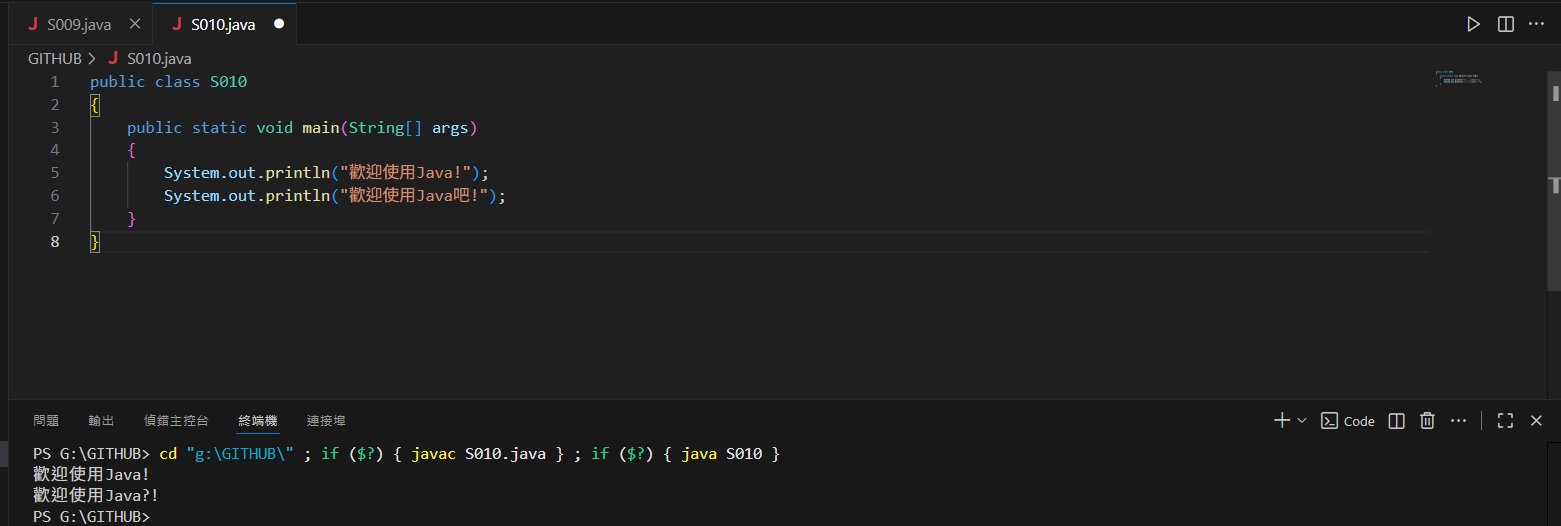 J S009.java × J S010.java ●
GITHUB > J S010.java
1 public class S010
2 {
3     public static void main(String[] args)
4     {
5         System.out.println("歡迎使用Java!");
6         System.out.println("歡迎使用Java吧!");
7     }
8 }
問題 輸出 偵錯主控台 終端機 連接埠 Code
PS G:\GITHUB> cd "g:\GITHUB\" ; if ($?) { javac S010.java } ; if ($?) { java S010 }
歡迎使用Java!
歡迎使用Java?!
PS G:\GITHUB>